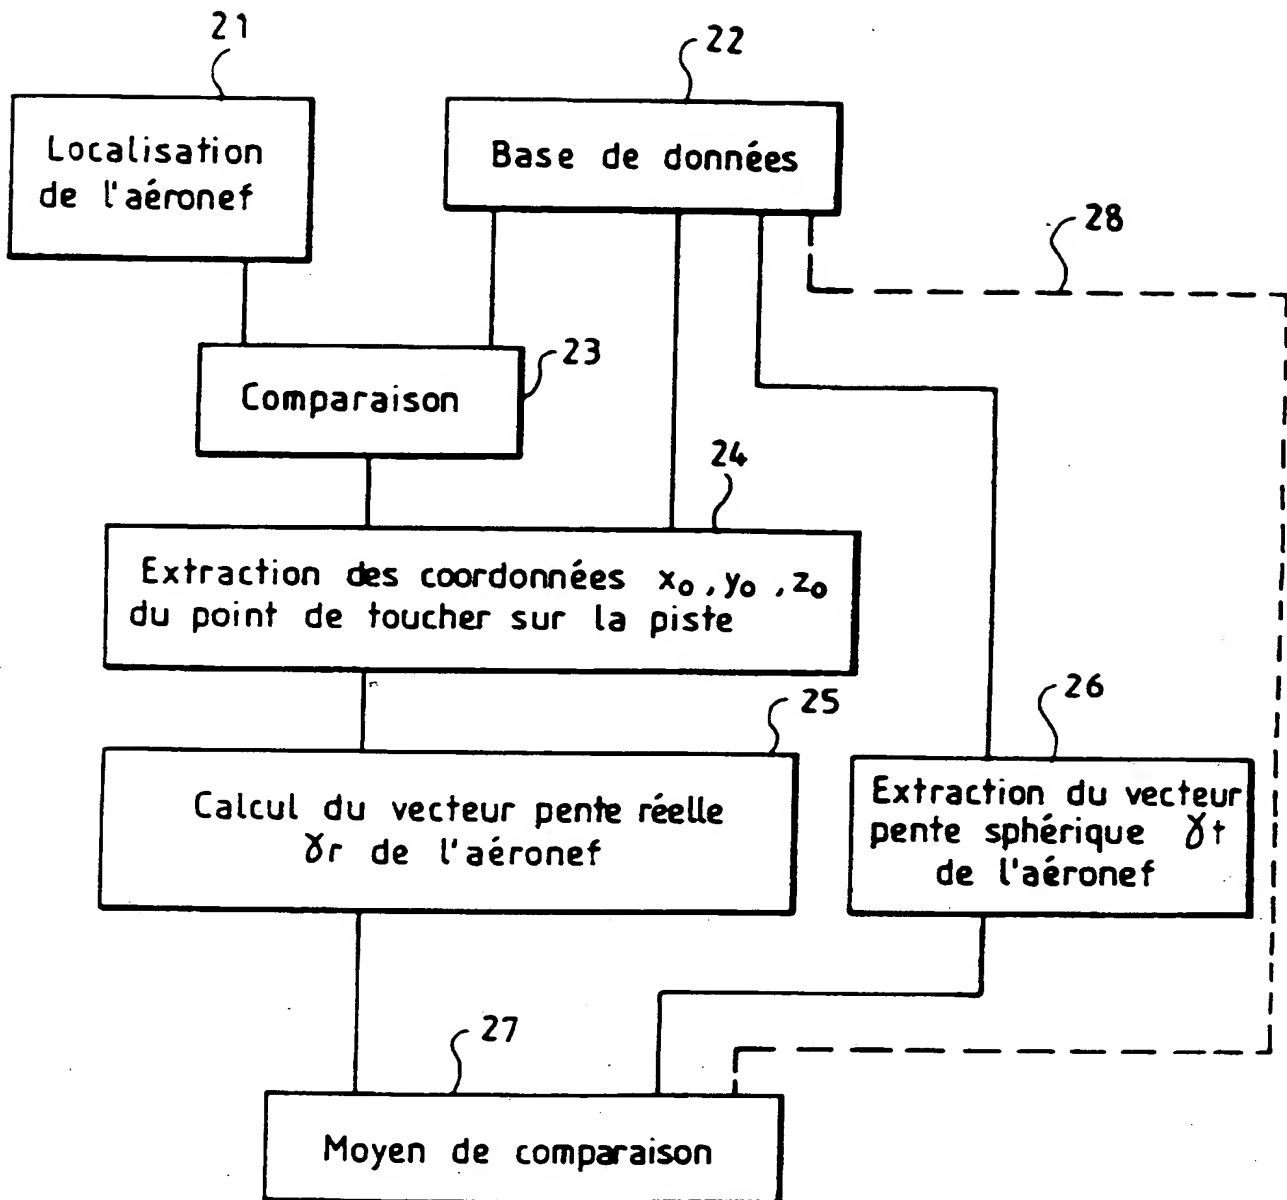 21
22
Localisation
de l'aéronef
Base de données
28
23
Comparaison
24
Extraction des coordonnées x₀, y₀, z₀
du point de toucher sur la piste
25
26
Calcul du vecteur pente réelle
γr de l'aéronef
Extraction du vecteur
pente sphérique γt
de l'aéronef
27
Moyen de comparaison